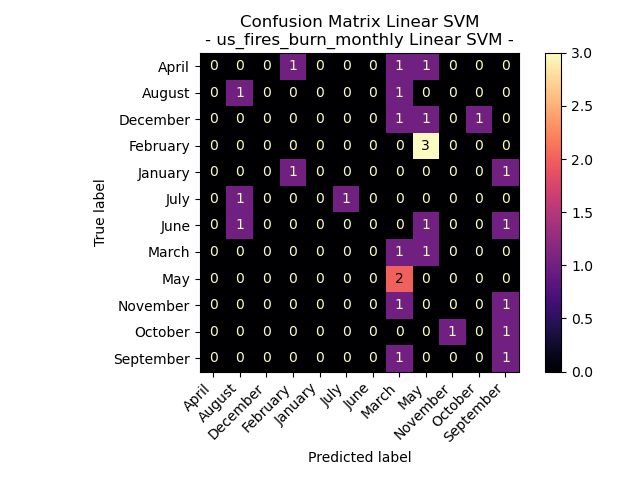 Confusion Matrix Linear SVM
- us_fires_burn_monthly Linear SVM -
April 0 0 0 1 0 0 0 1 1 0 0 0
August 0 1 0 0 0 0 0 1 0 0 0 0
December 0 0 0 0 0 0 0 1 1 0 1 0
February 0 0 0 0 0 0 0 0 3 0 0 0
January 0 0 0 1 0 0 0 0 0 0 0 1
July 0 1 0 0 0 1 0 0 0 0 0 0
June 0 1 0 0 0 0 0 0 1 0 0 1
March 0 0 0 0 0 0 0 1 1 0 0 0
May 0 0 0 0 0 0 0 2 0 0 0 0
November 0 0 0 0 0 0 0 1 0 0 0 1
October 0 0 0 0 0 0 0 0 0 1 0 1
September 0 0 0 0 0 0 0 1 0 0 0 1
True label
April August December February January July June March May November October September
Predicted label
3.0
2.5
2.0
1.5
1.0
0.5
0.0